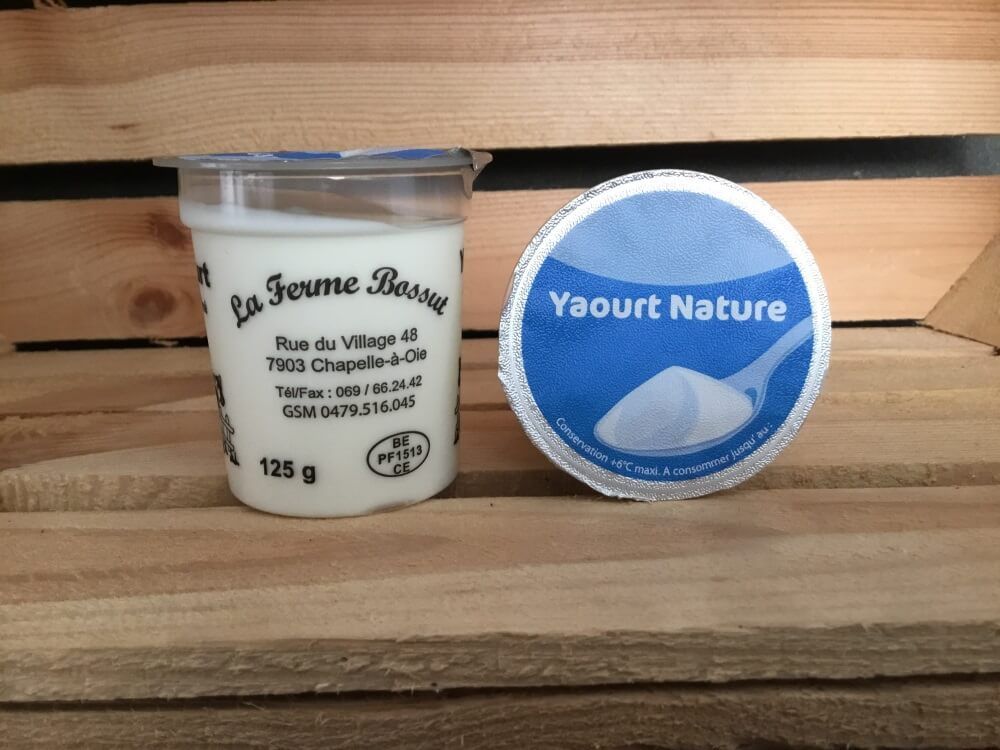 La Ferme Bossut
Rue du Village 48
7903 Chapelle-à-Oie
Tél/Fax : 069 / 66.24.42
GSM 0479.516.045
BE
PF1513
CE
125 g
Yaourt Nature
Conservation +6°C maxi. A consommer jusqu'au :